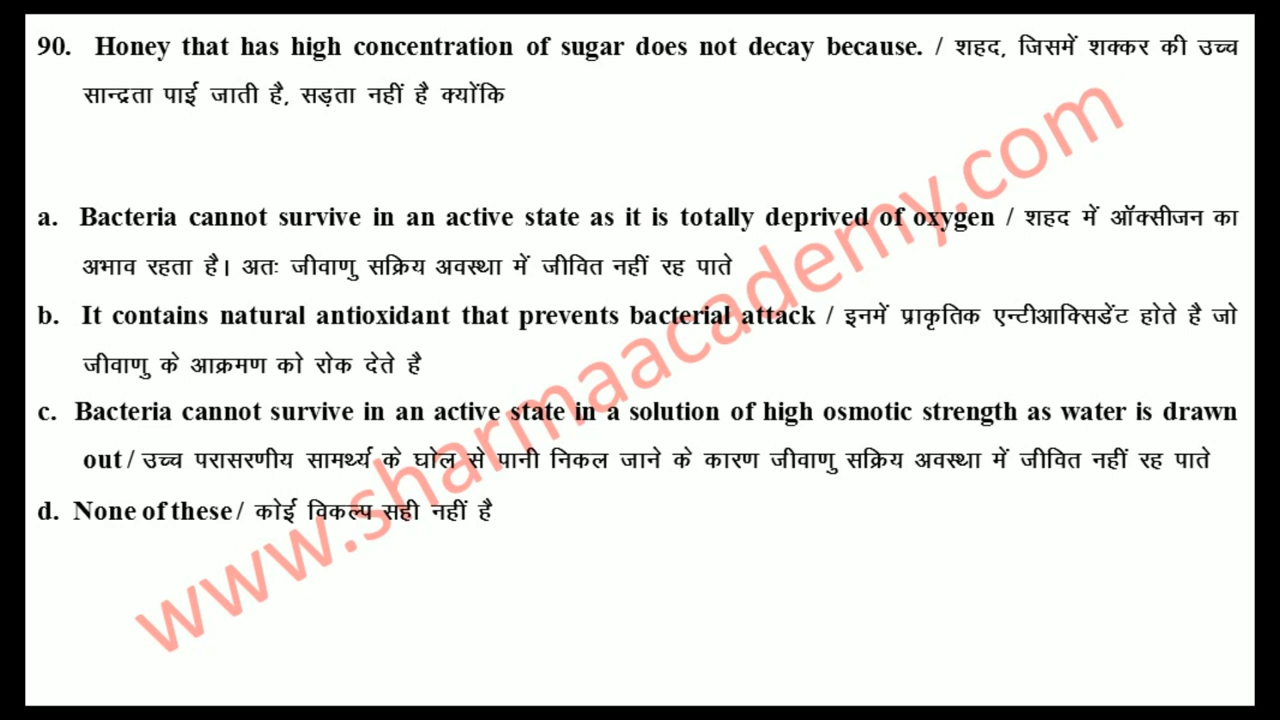 90. Honey that has high concentration of sugar does not decay because. / शहद, जिसमें शक्कर की उच्च
सान्द्रता पाई जाती है, सड़ता नहीं है क्योंकि
a. Bacteria cannot survive in an active state as it is totally deprived of oxygen / शहद में ऑक्सीजन का
अभाव रहता है। अतः जीवाणु सक्रिय अवस्था में जीवित नहीं रह पाते
b. It contains natural antioxidant that prevents bacterial attack / इनमें प्राकृतिक एन्टीआक्सिडेंट होते है जो
जीवाणु के आक्रमण को रोक देते है
c. Bacteria cannot survive in an active state in a solution of high osmotic strength as water is drawn
out / उच्च परासरणीय सामर्थ्य के घोल से पानी निकल जाने के कारण जीवाणु सक्रिय अवस्था में जीवित नहीं रह पाते
d. None of these / कोई विकल्प सही नहीं है
www.sharmaacademy.com